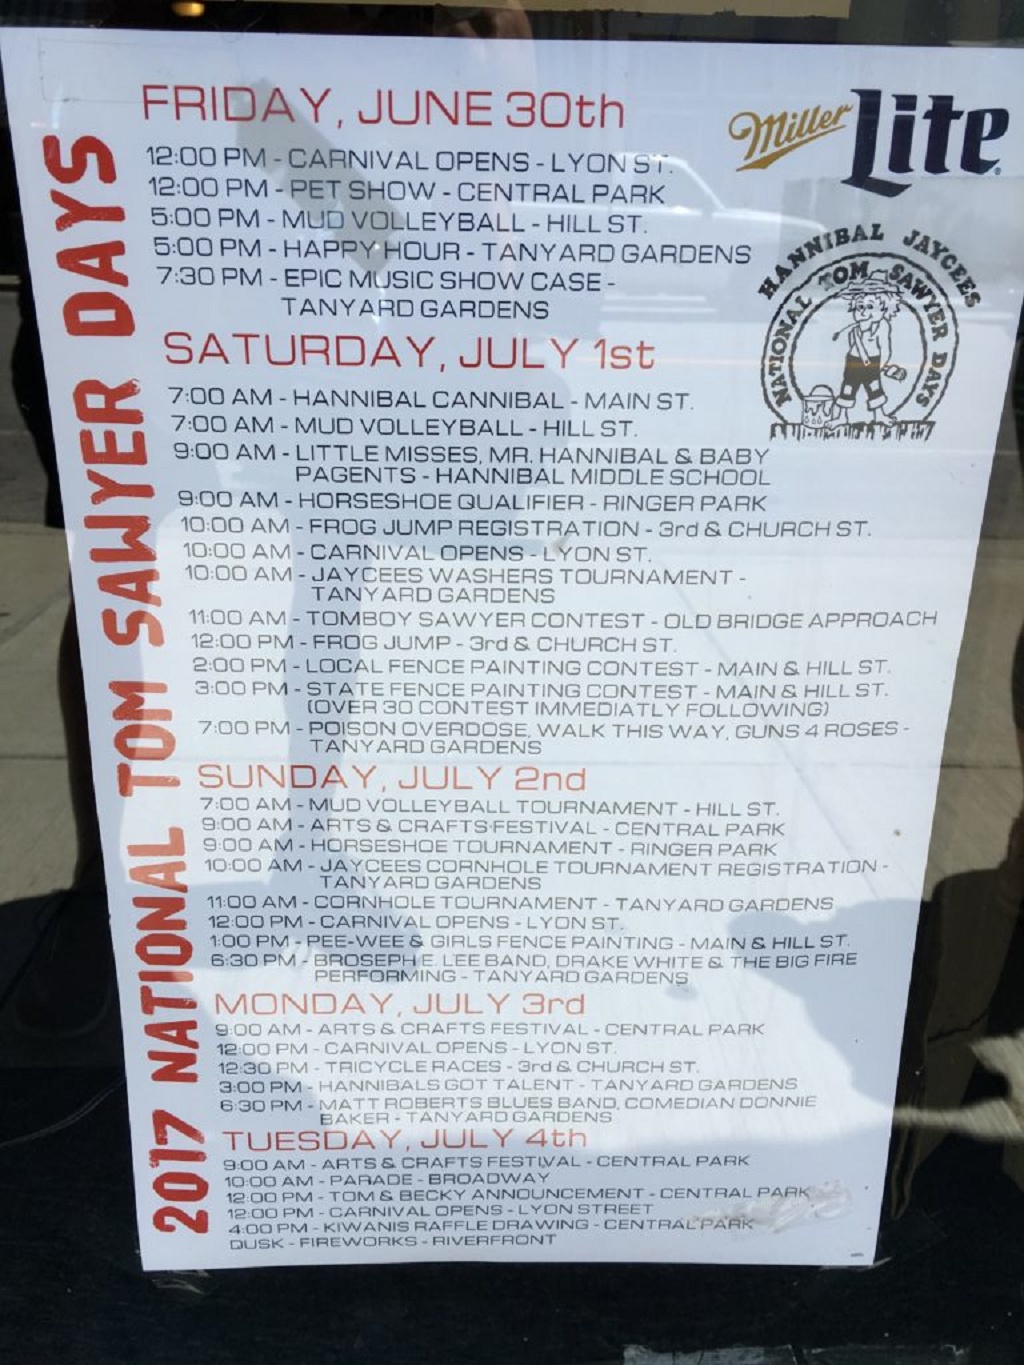 FRIDAY, JUNE 30th
12:00 PM - CARNIVAL OPENS - LYON ST.
12:00 PM - PET SHOW - CENTRAL PARK
5:00 PM - MUD VOLLEYBALL - HILL ST.
5:00 PM - HAPPY HOUR - TANYARD GARDENS
7:30 PM - EPIC MUSIC SHOW CASE -
TANYARD GARDENS
SATURDAY, JULY 1st
7:00 AM - HANNIBAL CANNIBAL - MAIN ST.
7:00 AM - MUD VOLLEYBALL - HILL ST.
9:00 AM - LITTLE MISSES, MR. HANNIBAL & BABY
PAGENTS - HANNIBAL MIDDLE SCHOOL
9:00 AM - HORSESHOE QUALIFIER - RINGER PARK
10:00 AM - FROG JUMP REGISTRATION - 3rd & CHURCH ST.
10:00 AM - CARNIVAL OPENS - LYON ST.
10:00 AM - JAYCEES WASHERS TOURNAMENT -
TANYARD GARDENS
11:00 AM - TOMBOY SAWYER CONTEST - OLD BRIDGE APPROACH
12:00 PM - FROG JUMP - 3rd & CHURCH ST.
2:00 PM - LOCAL FENCE PAINTING CONTEST - MAIN & HILL ST.
3:00 PM - STATE FENCE PAINTING CONTEST - MAIN & HILL ST.
(OVER 30 CONTEST IMMEDIATLY FOLLOWING)
7:00 PM - POISON OVERDOSE, WALK THIS WAY, GUNS 4 ROSES -
TANYARD GARDENS
SUNDAY, JULY 2nd
7:00 AM - MUD VOLLEYBALL TOURNAMENT - HILL ST.
9:00 AM - ARTS & CRAFTS FESTIVAL - CENTRAL PARK
9:00 AM - HORSESHOE TOURNAMENT - RINGER PARK
10:00 AM - JAYCEES CORNHOLE TOURNAMENT REGISTRATION -
TANYARD GARDENS
11:00 AM - CORNHOLE TOURNAMENT - TANYARD GARDENS
12:00 PM - CARNIVAL OPENS - LYON ST.
1:00 PM - PEE-WEE & GIRLS FENCE PAINTING - MAIN & HILL ST.
6:30 PM - BROSEPH E. LEE BAND, DRAKE WHITE & THE BIG FIRE
PERFORMING - TANYARD GARDENS
MONDAY, JULY 3rd
9:00 AM - ARTS & CRAFTS FESTIVAL - CENTRAL PARK
12:00 PM - CARNIVAL OPENS - LYON ST.
12:30 PM - TRICYCLE RACES - 3rd & CHURCH ST.
3:00 PM - HANNIBALS GOT TALENT - TANYARD GARDENS
6:30 PM - MATT ROBERTS BLUES BAND, COMEDIAN DONNIE
BAKER - TANYARD GARDENS
TUESDAY, JULY 4th
9:00 AM - ARTS & CRAFTS FESTIVAL - CENTRAL PARK
10:00 AM - PARADE - BROADWAY
12:00 PM - TOM & BECKY ANNOUNCEMENT - CENTRAL PARK
12:00 PM - CARNIVAL OPENS - LYON STREET
4:00 PM - KIWANIS RAFFLE DRAWING - CENTRAL PARK
DUSK - FIREWORKS - RIVERFRONT
2017 NATIONAL TOM SAWYER DAYS
Miller Lite
HANNIBAL JAYCEES
NATIONAL TOM SAWYER DAYS